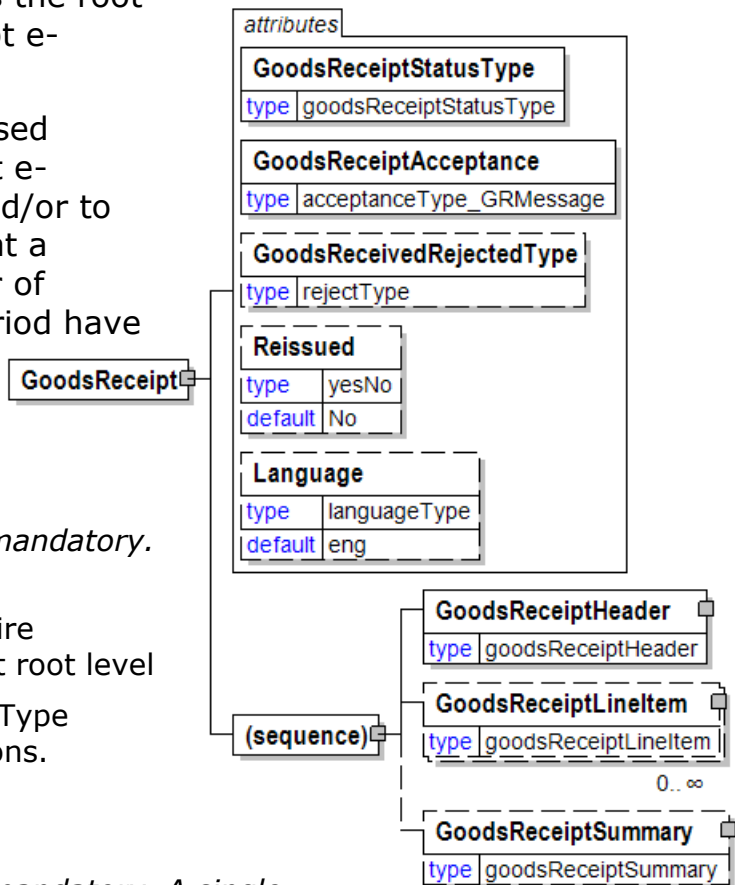 s the root
t e-
sed
t e-
d/or to
at a
r of
riod have
mandatory.
ire
t root level
Type
ons.
mandatory. A single
attributes
GoodsReceiptStatusType
type goodsReceiptStatusType
GoodsReceiptAcceptance
type acceptanceType_GRMessage
GoodsReceivedRejectedType
type rejectType
Reissued
type yesNo
default No
Language
type languageType
default eng
GoodsReceipt
(sequence)
GoodsReceiptHeader
type goodsReceiptHeader
GoodsReceiptLineItem
type goodsReceiptLineItem
0.. ∞
GoodsReceiptSummary
type goodsReceiptSummary